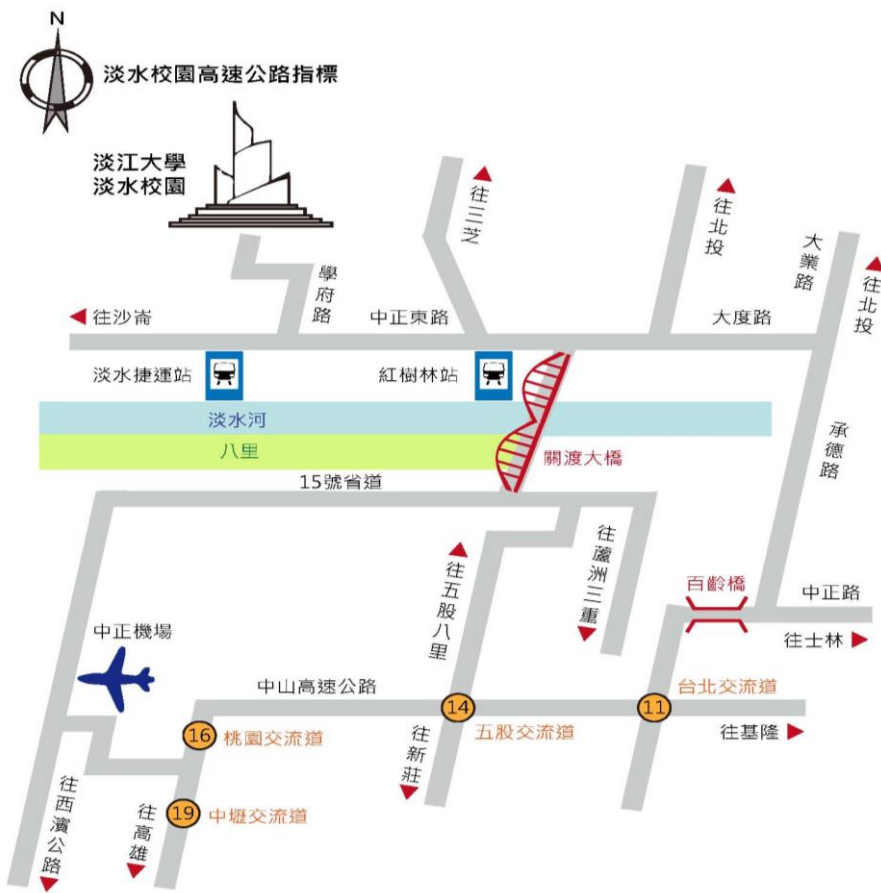 N
淡水校園高速公路指標
淡江大學
淡水校園
往三芝
往北投
大業路
往北投
學府路
往沙崙
中正東路
大度路
淡水捷運站
紅樹林站
淡水河
八里
關渡大橋
承德路
15號省道
往五股八里
往蘆洲三重
百齡橋
中正路
往士林
中正機場
中山高速公路
台北交流道
14
11
16
桃園交流道
五股交流道
往基隆
往新莊
往西濱公路
往高雄
19
中壢交流道